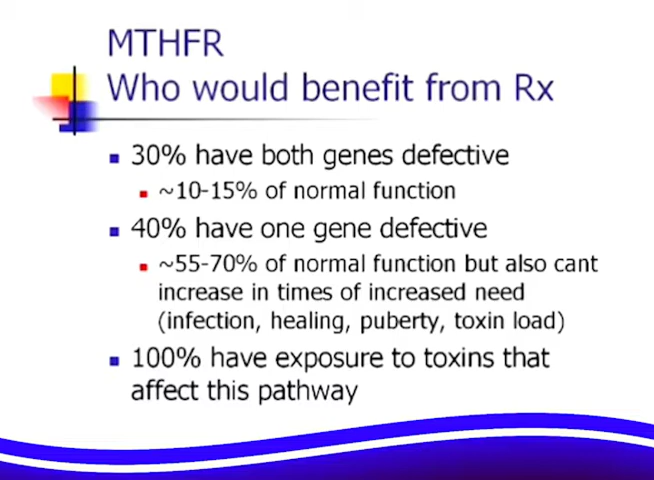 MTHFR
Who would benefit from Rx
30% have both genes defective
~10-15% of normal function
40% have one gene defective
~55-70% of normal function but also cant
increase in times of increased need
(infection, healing, puberty, toxin load)
100% have exposure to toxins that
affect this pathway